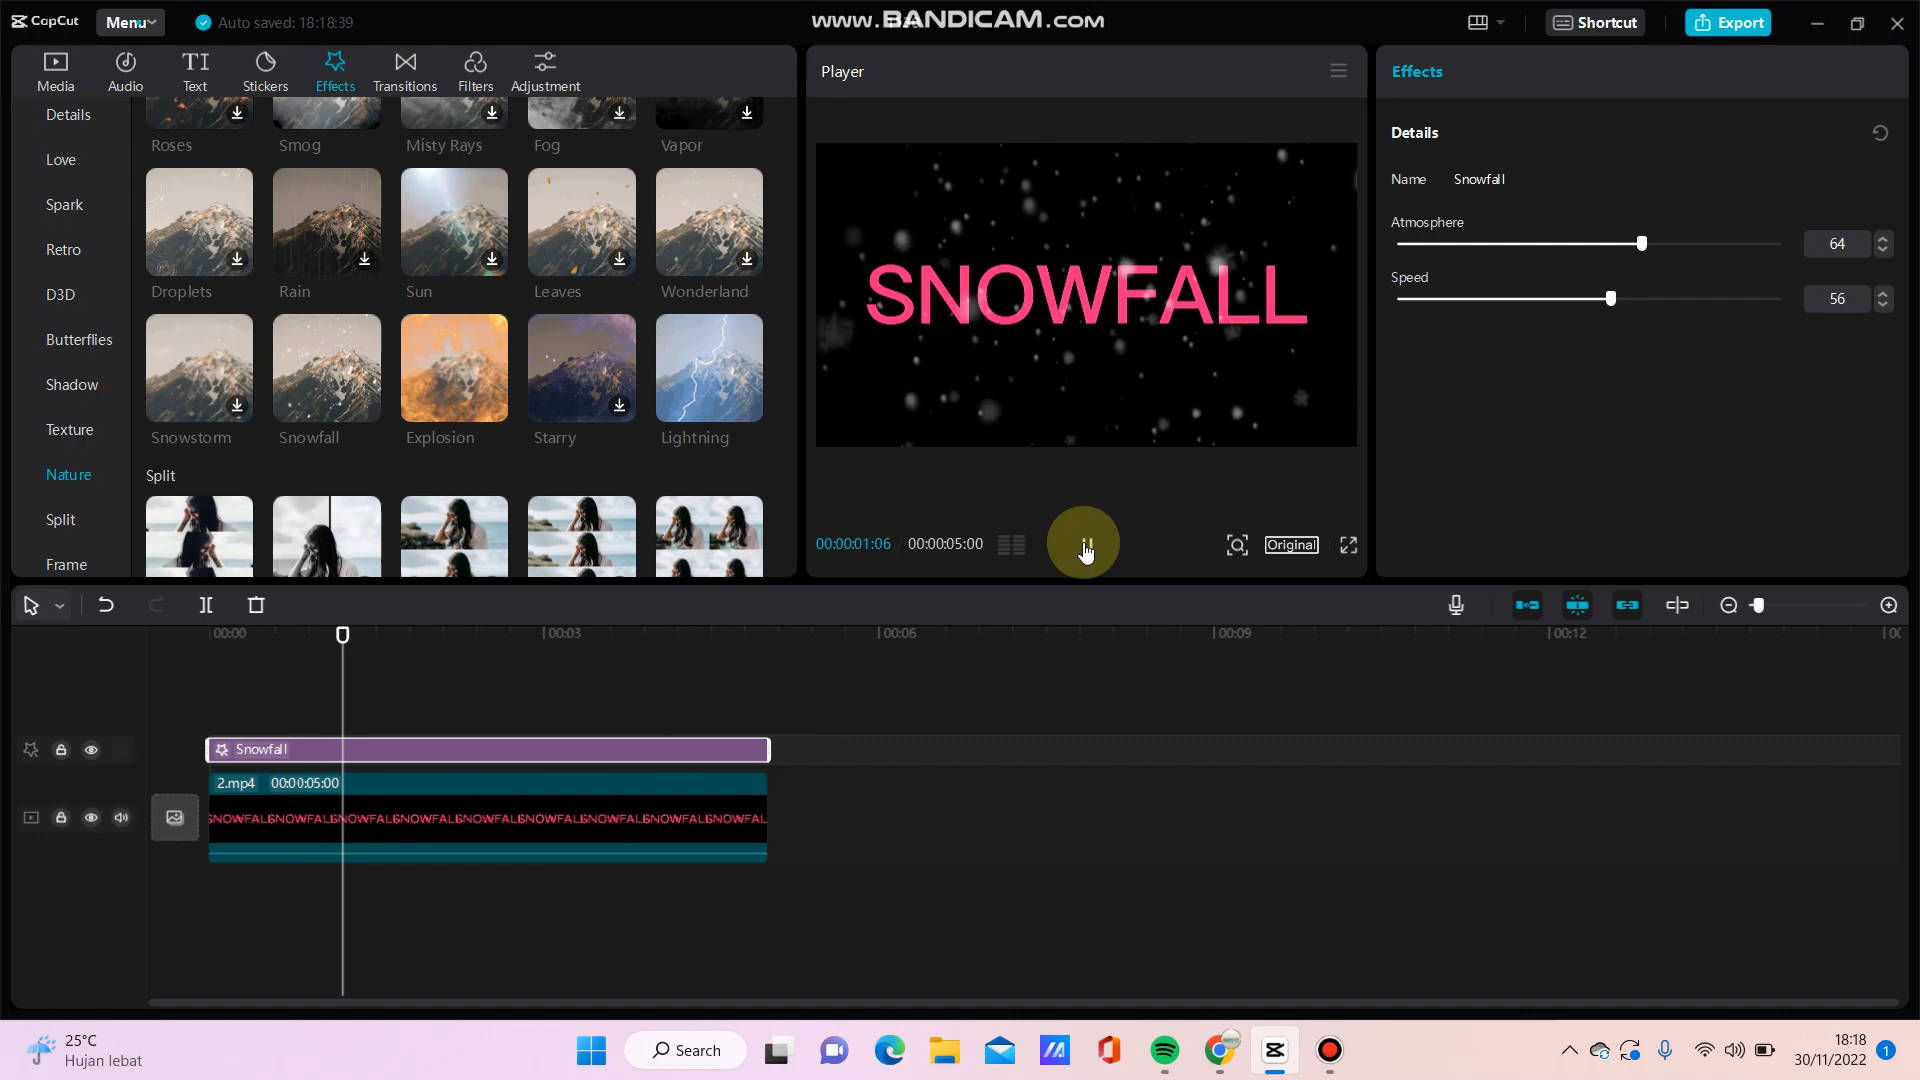 CapCut
Menu
Auto saved: 18:18:39
www.BANDICAM.com
Shortcut
Export
Media
Audio
Text
Stickers
Effects
Transitions
Filters
Adjustment
Player
Effects
Details
Love
Spark
Retro
D3D
Butterflies
Shadow
Texture
Nature
Split
Frame
Roses
Smog
Misty Rays
Fog
Vapor
Droplets
Rain
Sun
Leaves
Wonderland
Snowstorm
Snowfall
Explosion
Starry
Lightning
Split
SNOWFALL
00:00:01:06 / 00:00:05:00
Original
Details
Name Snowfall
Atmosphere
64
Speed
56
00:00
00:03
00:06
00:09
00:12
Snowfall
2.mp4 00:00:05:00
SNOWFALLSNOWFALLSNOWFALLSNOWFALLSNOWFALLSNOWFALLSNOWFALLSNOWFALLSNOWFAL
25°C
Hujan lebat
Search
18:18
30/11/2022
1